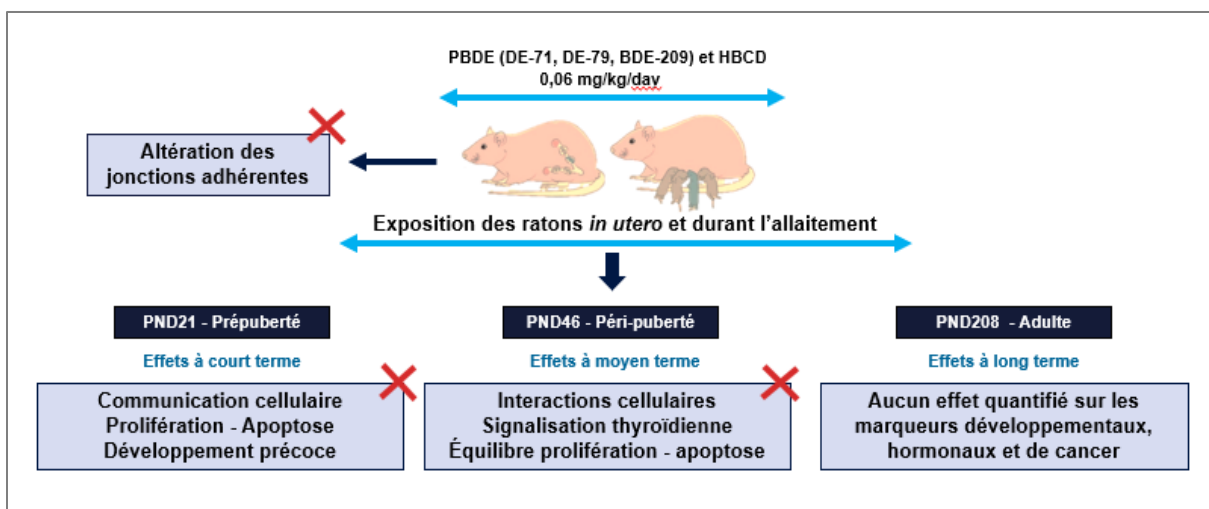 PBDE (DE-71, DE-79, BDE-209) et HBCD
0,06 mg/kg/day
Altération des
jonctions adhérentes
Exposition des ratons in utero et durant l'allaitement
PND21 - Prépuberté
Effets à court terme
Communication cellulaire
Prolifération - Apoptose
Développement précoce
PND46 - Péri-puberté
Effets à moyen terme
Interactions cellulaires
Signalisation thyroïdienne
Équilibre prolifération - apoptose
PND208 - Adulte
Effets à long terme
Aucun effet quantifié sur les
marqueurs développementaux,
hormonaux et de cancer